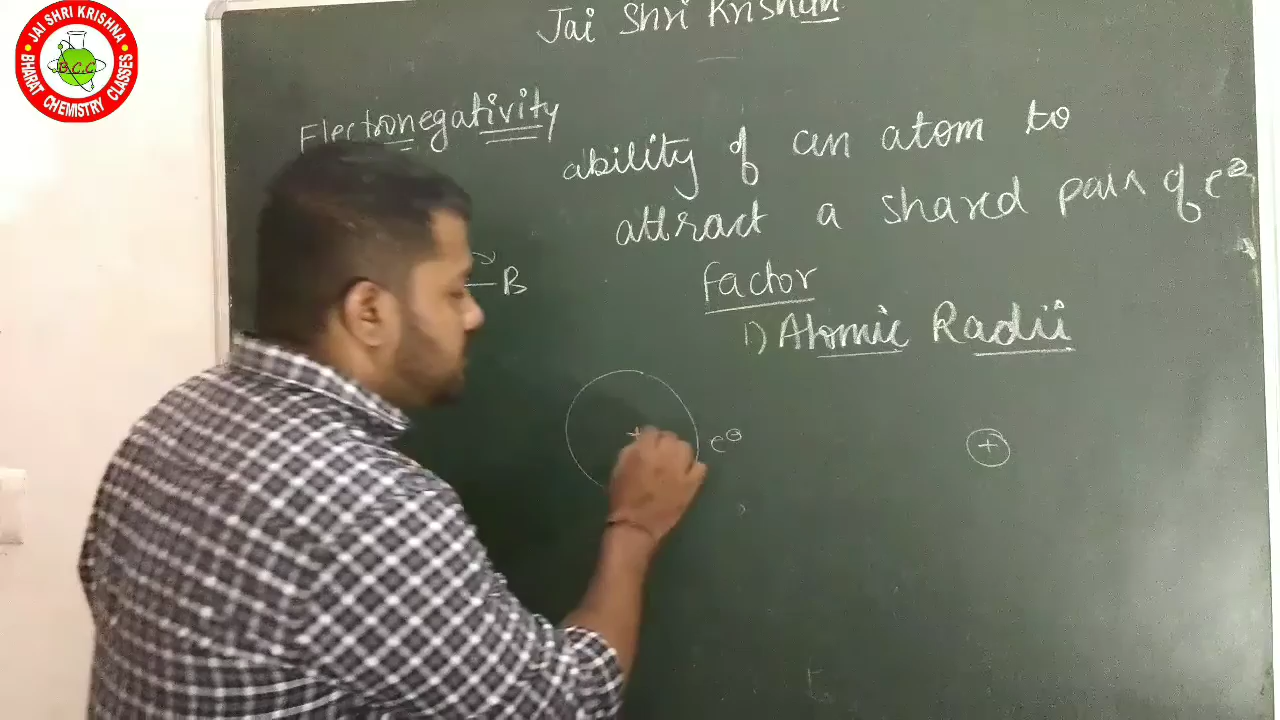 JAI SHRI KRISHNA
B.C.C
BHARAT CHEMISTRY CLASSES
Jai Shri Krishan
Electronegativity
ability of an atom to
attract a shared pair of e⊖
B
factor
1) Atomic Radii
+ e⊖
+